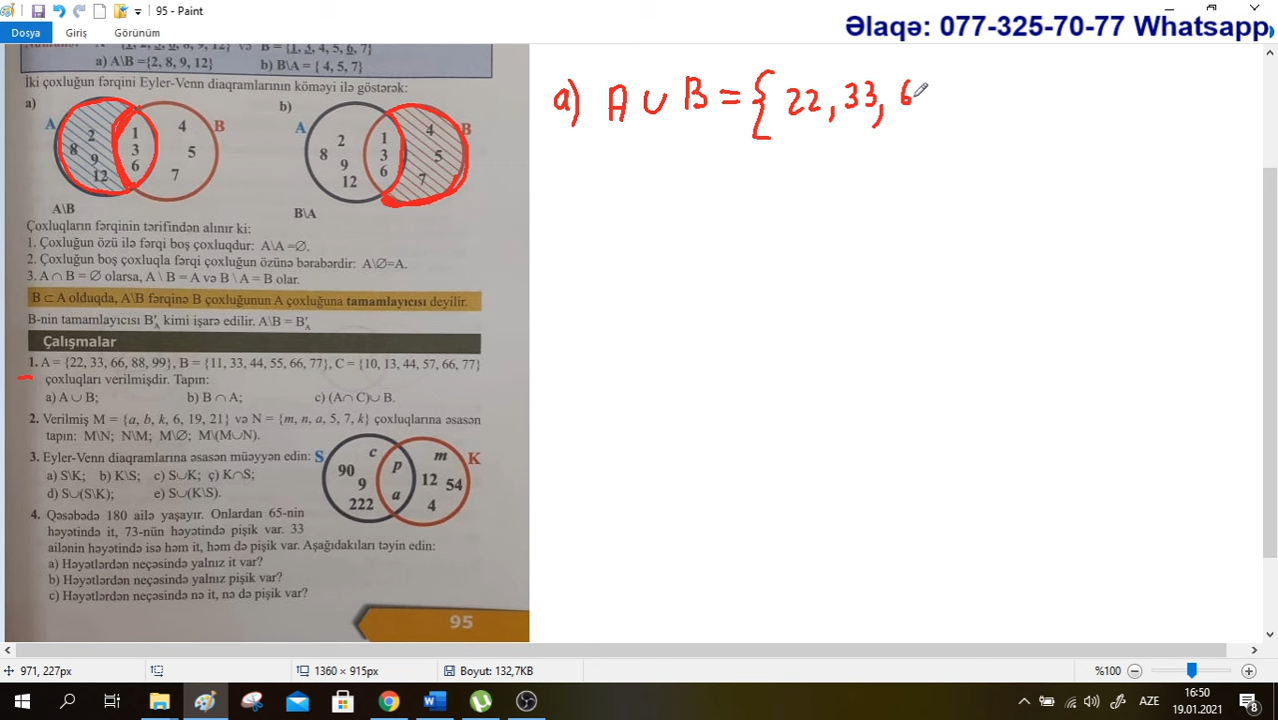 95 - Paint
Əlaqə: 077-325-70-77 Whatsapp
Dosya Giriş Görünüm
a) A\B ={2, 8, 9, 12} b) B\A = { 4, 5, 7}
İki çoxluğun fərqini Eyler-Venn diaqramlarının köməyi ilə göstərək:
a) b)
A 2 8 9 12 1 3 6 4 5 7 B
A 2 8 9 12 1 3 6 4 5 7 B
A\B B\A
Çoxluqların fərqinin tərifindən alınır ki:
1. Çoxluğun özü ilə fərqi boş çoxluqdur: A\A =∅.
2. Çoxluğun boş çoxluqla fərqi çoxluğun özünə bərabərdir: A\∅=A.
3. A ∩ B = ∅ olarsa, A \ B = A və B \ A = B olar.
B ⊂ A olduqda, A\B fərqinə B çoxluğunun A çoxluğuna tamamlayıcısı deyilir.
B-nin tamamlayıcısı B′A kimi işarə edilir. A\B = B′A
Çalışmalar
1. A = {22, 33, 66, 88, 99}, B = {11, 33, 44, 55, 66, 77}, C = {10, 13, 44, 57, 66, 77}
çoxluqları verilmişdir. Tapın:
a) A ∪ B; b) B ∩ A; c) (A∩ C)∪ B.
2. Verilmiş M = {a, b, k, 6, 19, 21} və N = {m, n, a, 5, 7, k} çoxluqlarına əsasən
tapın: M\N; N\M; M\∅; M\(M∪N).
3. Eyler-Venn diaqramlarına əsasən müəyyən edin:
a) S\K; b) K\S; c) S∪K; ç) K∩S;
d) S∪(S\K); e) S∪(K\S).
S c 90 9 222 p a m 12 54 4 K
4. Qəsəbədə 180 ailə yaşayır. Onlardan 65-nin
həyətində it, 73-nün həyətində pişik var. 33
ailənin həyətində isə həm it, həm də pişik var. Aşağıdakıları təyin edin:
a) Həyətlərdən neçəsində yalnız it var?
b) Həyətlərdən neçəsində yalnız pişik var?
c) Həyətlərdən neçəsində nə it, nə də pişik var?
95
a) A ∪ B = { 22, 33, 6
971, 227px 1360 × 915px Boyut: 132,7KB %100
AZE 16:50
19.01.2021 8